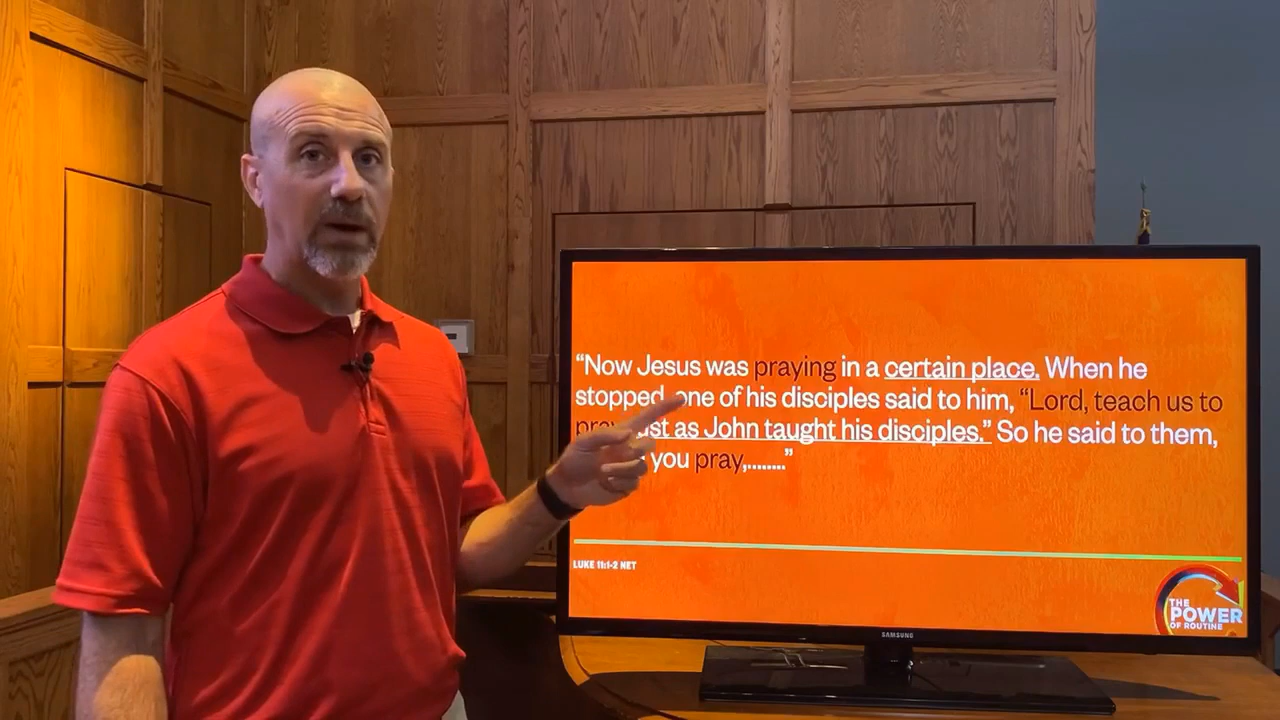 “Now Jesus was praying in a certain place. When he
stopped, one of his disciples said to him, “Lord, teach us to
just as John taught his disciples.” So he said to them,
you pray,........”
LUKE 11:1-2 NET
THE
POWER
OF ROUTINE
SAMSUNG